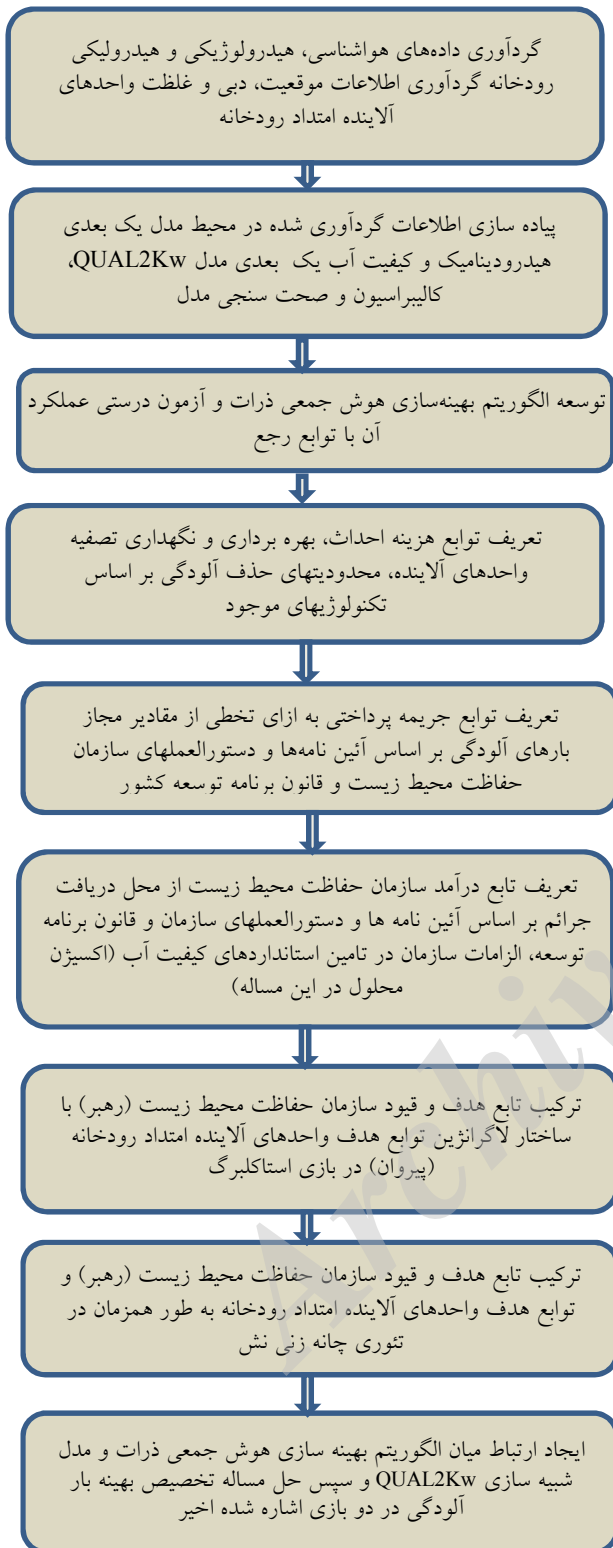 گردآوری داده‌های هواشناسی، هیدرولوژیکی و هیدرولیکی
رودخانه گردآوری اطلاعات موقعیت، دبی و غلظت واحدهای
آلاینده امتداد رودخانه
پیاده سازی اطلاعات گردآوری شده در محیط مدل یک بعدی
هیدرودینامیک و کیفیت آب یک بعدی مدل QUAL2Kw،
کالیبراسیون و صحت سنجی مدل
توسعه الگوریتم بهینه‌سازی هوش جمعی ذرات و آزمون درستی عملکرد
آن با توابع رجع
تعریف توابع هزینه احداث، بهره برداری و نگهداری تصفیه
واحدهای آلاینده، محدودیتهای حذف آلودگی بر اساس
تکنولوژیهای موجود
تعریف توابع جریمه پرداختی به ازای تخطی از مقادیر مجاز
بارهای آلودگی بر اساس آئین نامه‌ها و دستورالعملهای سازمان
حفاظت محیط زیست و قانون برنامه توسعه کشور
تعریف تابع درآمد سازمان حفاظت محیط زیست از محل دریافت
جرائم بر اساس آئین نامه ها و دستورالعملهای سازمان و قانون برنامه
توسعه، الزامات سازمان در تامین استانداردهای کیفیت آب (اکسیژن
محلول در این مساله)
ترکیب تابع هدف و قیود سازمان حفاظت محیط زیست (رهبر) با
ساختار لاگرانژین توابع هدف واحدهای آلاینده امتداد رودخانه
(پیروان) در بازی استاکلبرگ
ترکیب تابع هدف و قیود سازمان حفاظت محیط زیست (رهبر) و
توابع هدف واحدهای آلاینده امتداد رودخانه به طور همزمان در
تئوری چانه زنی نش
ایجاد ارتباط میان الگوریتم بهینه سازی هوش جمعی ذرات و مدل
شبیه سازی QUAL2Kw و سپس حل مساله تخصیص بهینه بار
آلودگی در دو بازی اشاره شده اخیر
Archiv